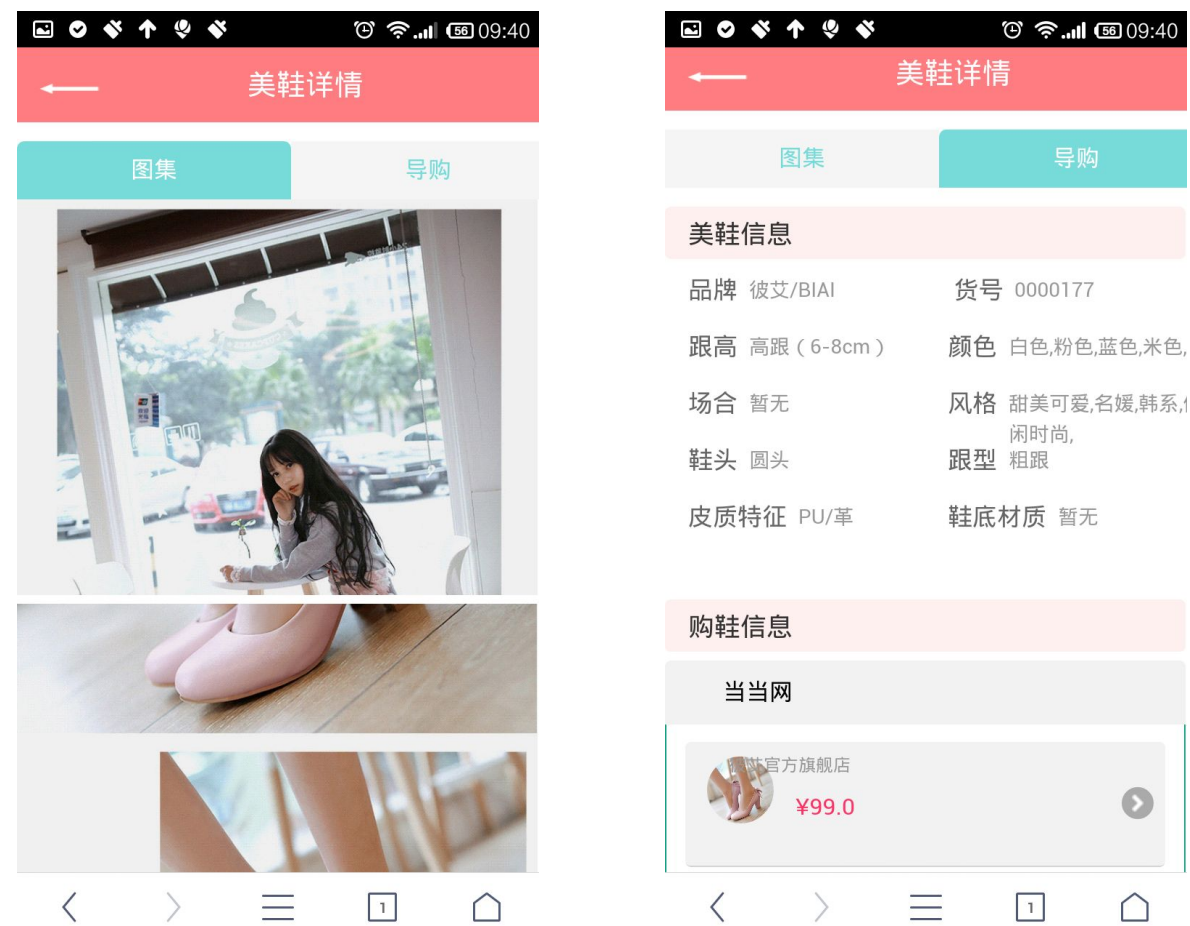 56 09:40
美鞋详情
图集 导购
1
56 09:40
美鞋详情
图集 导购
美鞋信息
品牌 彼艾/BIAI 货号 0000177
跟高 高跟（6-8cm） 颜色 白色,粉色,蓝色,米色,
场合 暂无 风格 甜美可爱,名媛,韩系,
闲时尚,
鞋头 圆头 跟型 粗跟
皮质特征 PU/革 鞋底材质 暂无
购鞋信息
当当网
官方旗舰店
¥99.0
1